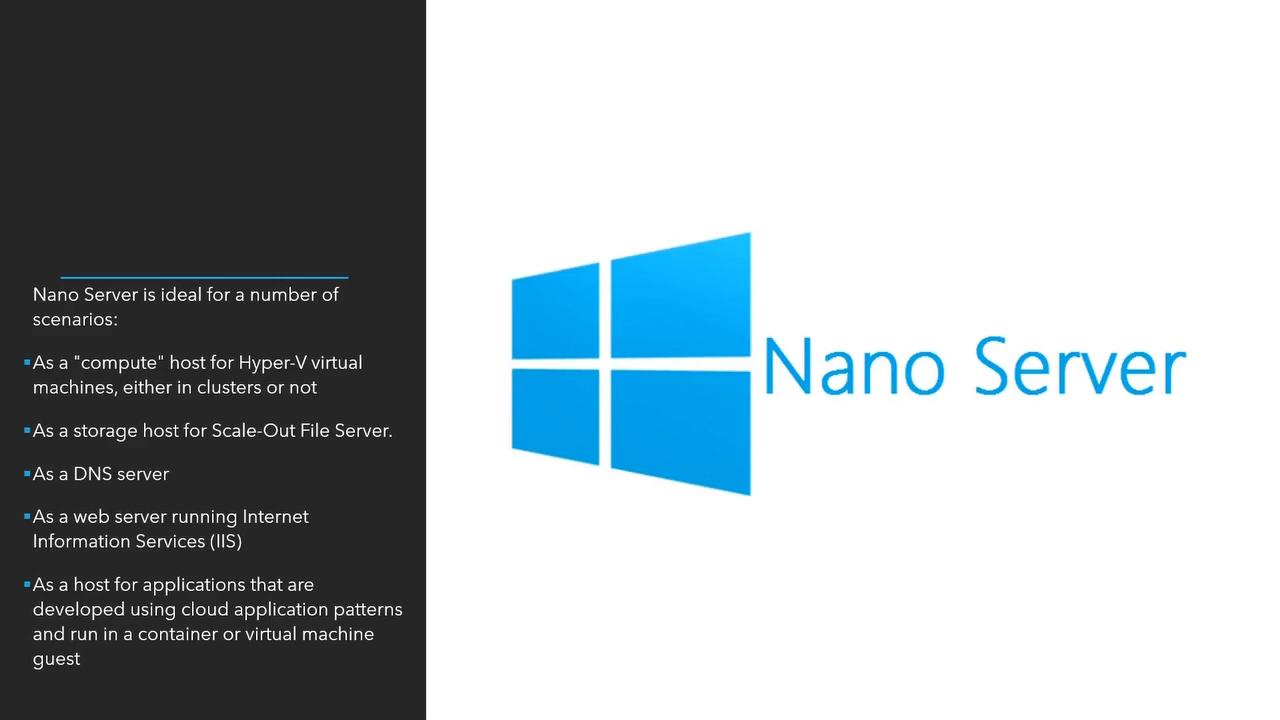 Nano Server is ideal for a number of
scenarios:
▪As a "compute" host for Hyper-V virtual
machines, either in clusters or not
▪As a storage host for Scale-Out File Server.
▪As a DNS server
▪As a web server running Internet
Information Services (IIS)
▪As a host for applications that are
developed using cloud application patterns
and run in a container or virtual machine
guest
Nano Server